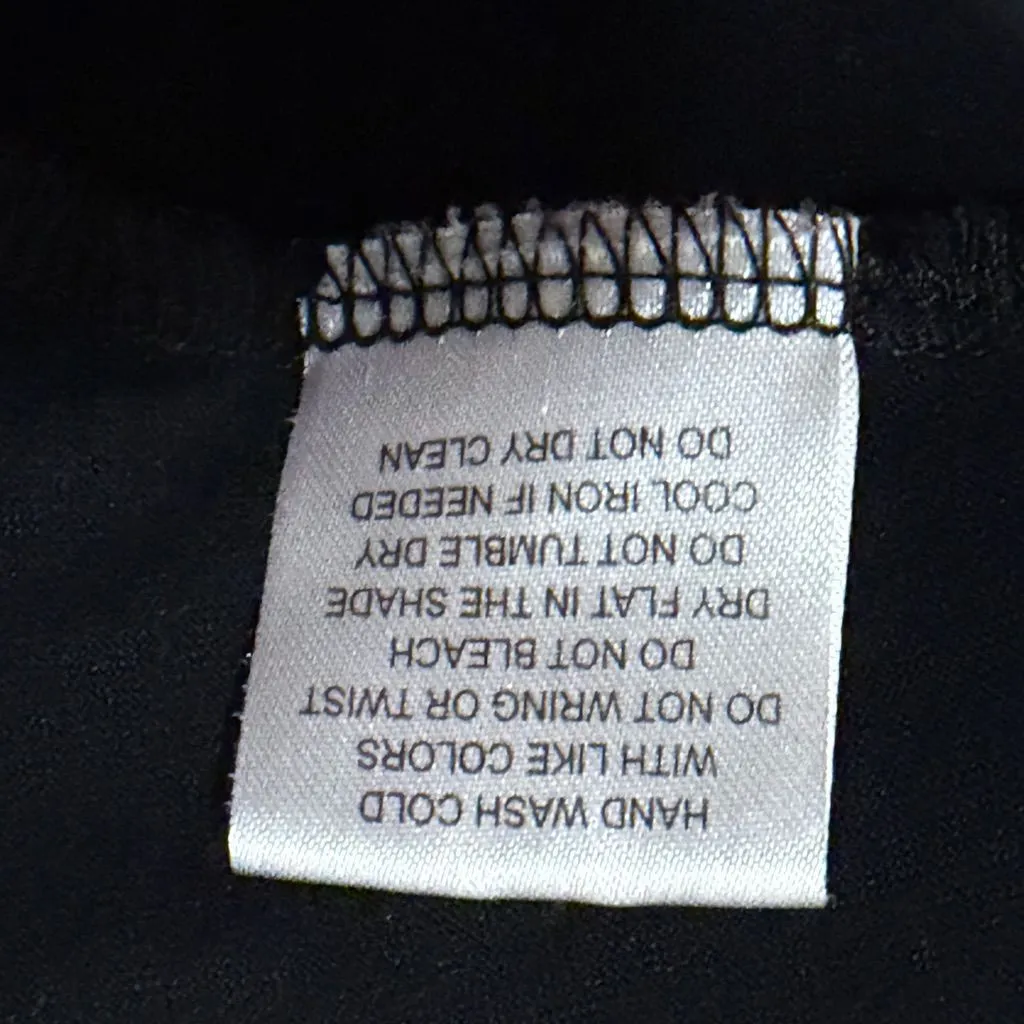 HAND WASH COLD
WITH LIKE COLORS
DO NOT WRING OR TWIST
DO NOT BLEACH
DRY FLAT IN THE SHADE
DO NOT TUMBLE DRY
COOL IRON IF NEEDED
DO NOT DRY CLEAN